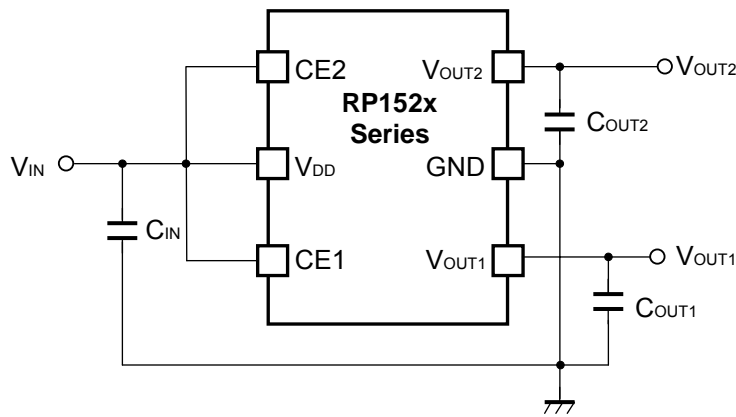 CE2
VOUT2
VOUT2
RP152x
Series
COUT2
VIN
VDD
GND
CIN
CE1
VOUT1
VOUT1
COUT1